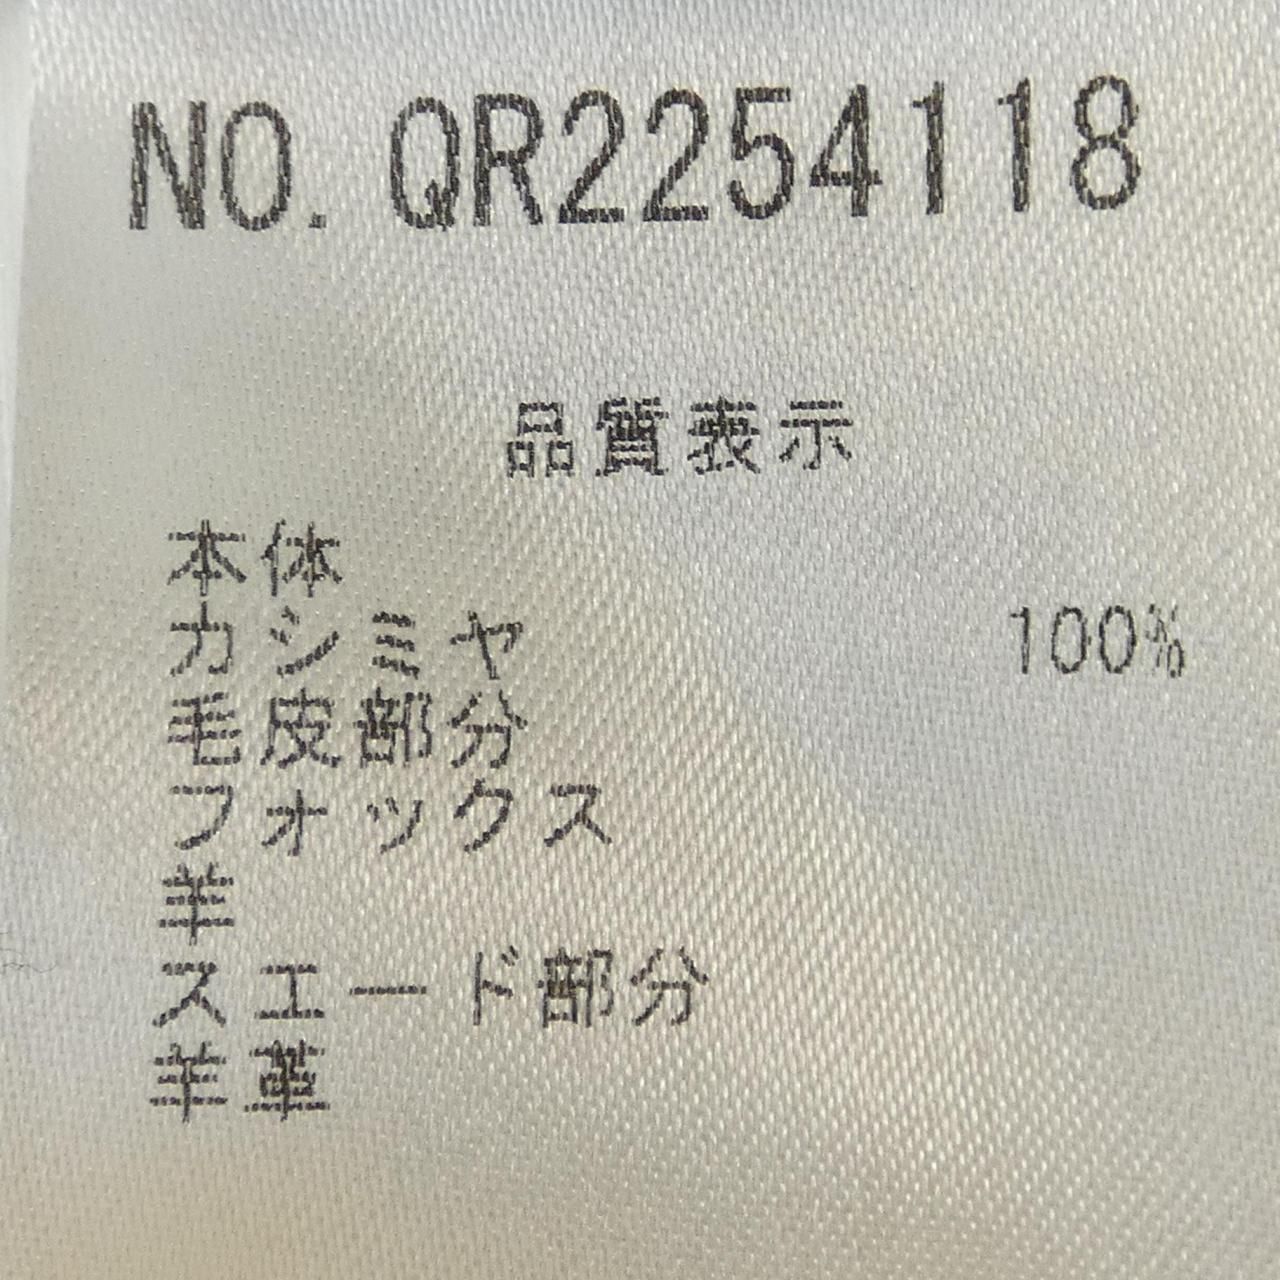 NO. QR2254118
品質表示
本体
カシミヤ 100%
毛皮部分
フォックス
羊
スエード部分
羊革